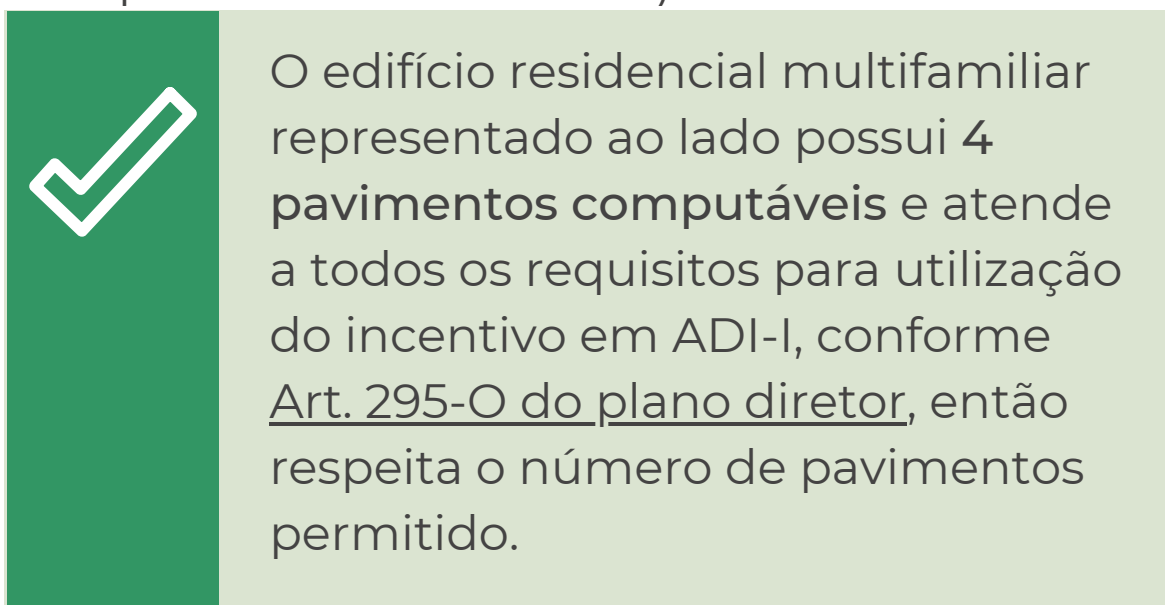 O edifício residencial multifamiliar
representado ao lado possui 4
pavimentos computáveis e atende
a todos os requisitos para utilização
do incentivo em ADI-I, conforme
Art. 295-O do plano diretor, então
respeita o número de pavimentos
permitido.